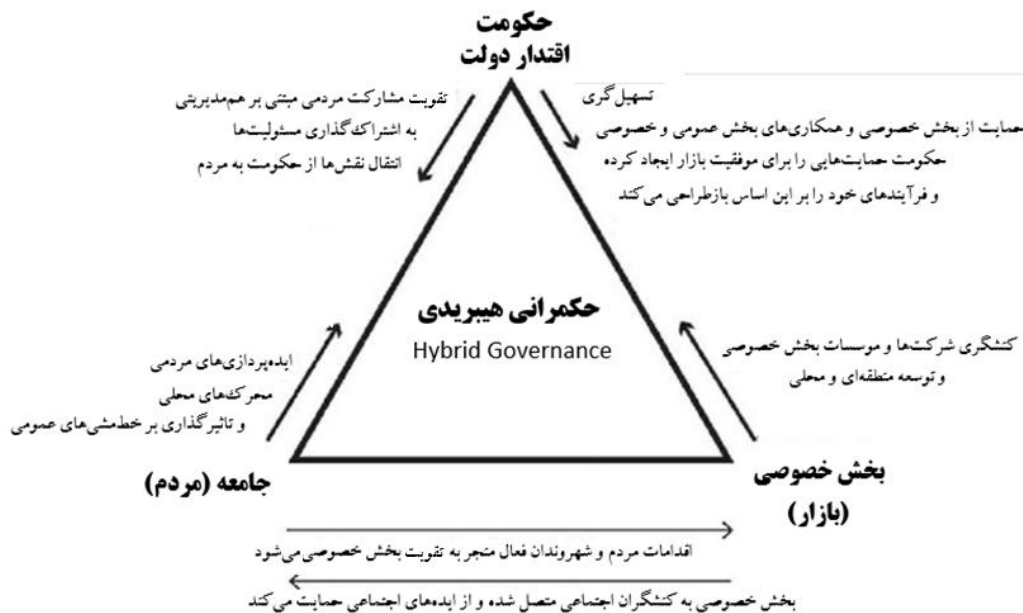 حکومت
اقتدار دولت
تقویت مشارکت مردمی مبتنی بر هم‌مدیریتی
به اشتراک‌گذاری مسئولیت‌ها
انتقال نقش‌ها از حکومت به مردم
تسهیل‌گری
حمایت از بخش خصوصی و همکاری‌های بخش عمومی و خصوصی
حکومت حمایت‌هایی را برای موفقیت بازار ایجاد کرده
و فرآیندهای خود را بر این اساس بازطراحی می‌کند
حکمرانی هیبریدی
Hybrid Governance
کنشگری شرکت‌ها و موسسات بخش خصوصی
و توسعه منطقه‌ای و محلی
ایده‌پردازی‌های مردمی
محرک‌های محلی
و تاثیرگذاری بر خط‌مشی‌های عمومی
بخش خصوصی
(بازار)
جامعه (مردم)
اقدامات مردم و شهروندان فعال منجر به تقویت بخش خصوصی می‌شود
بخش خصوصی به کنشگران اجتماعی متصل شده و از ایده‌های اجتماعی حمایت می‌کند